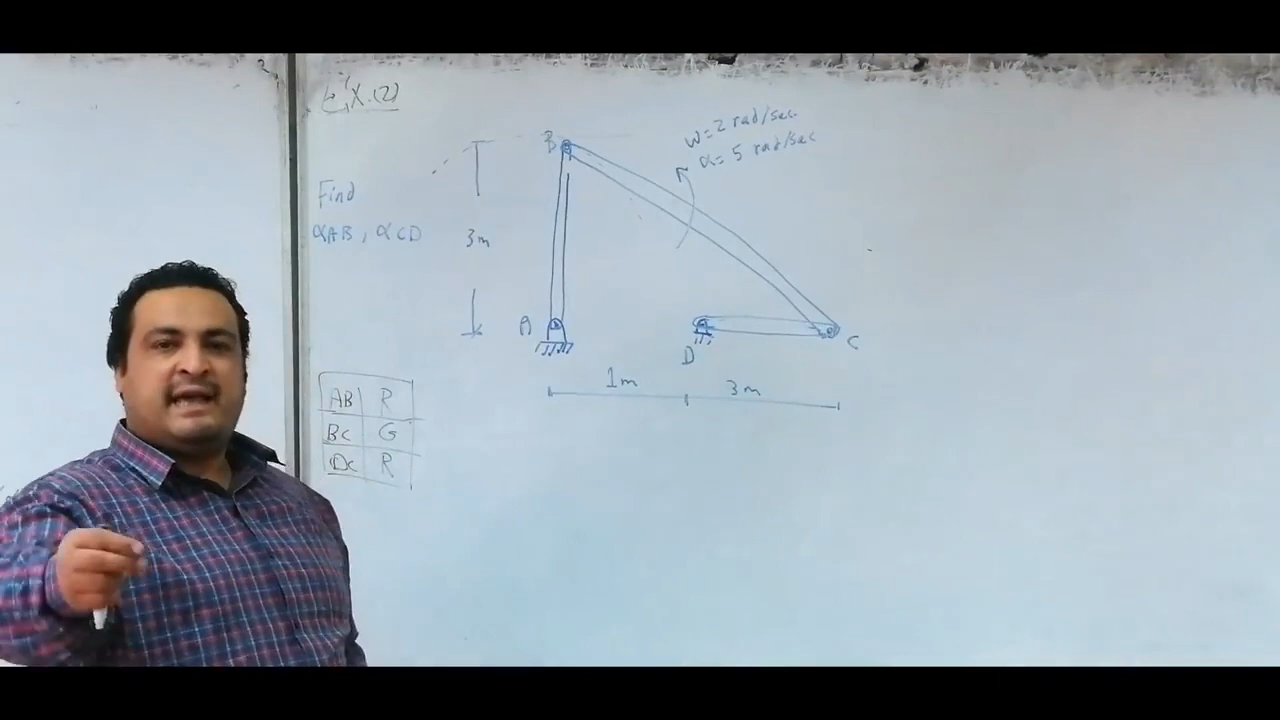 Ex.(2)
Find
αAB, αCD
B
3m
ω=2 rad/sec
α=5 rad/sec
A
D
C
1m
3m
AB R
BC G
DC R